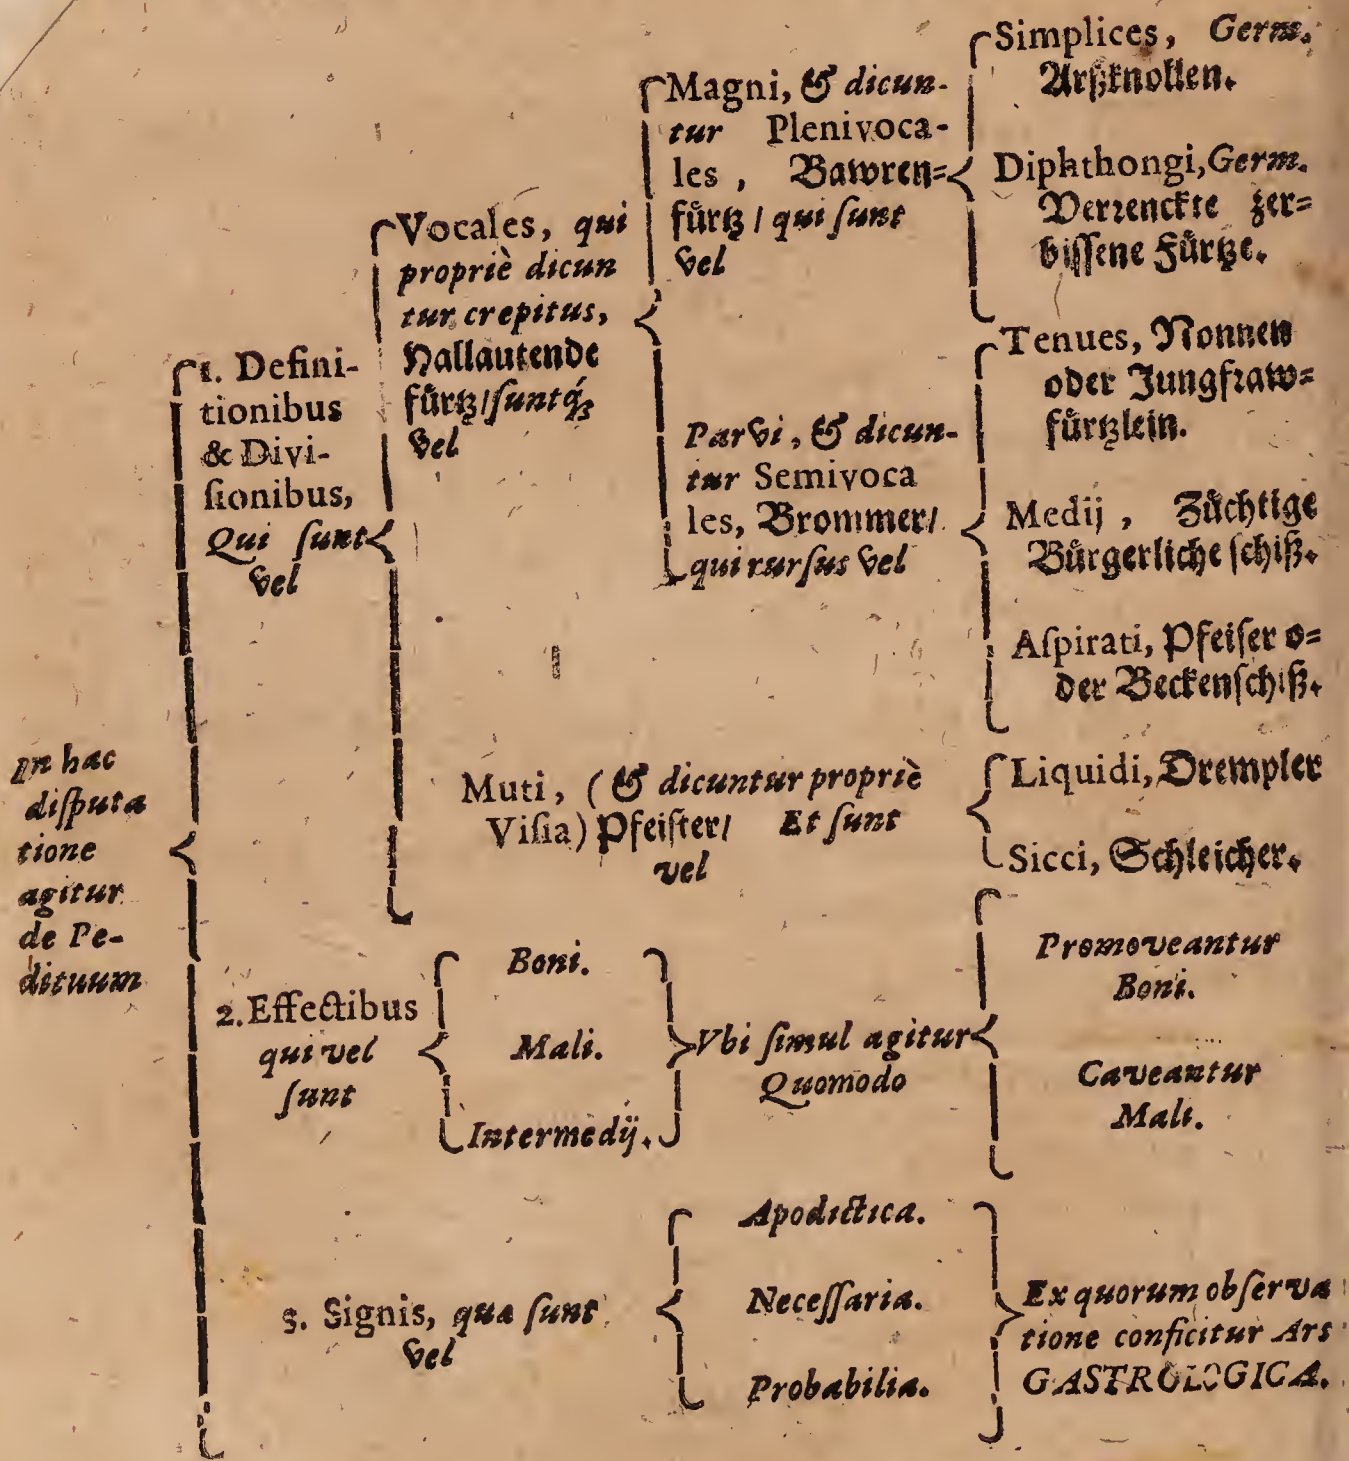 In hac
disputa
tione
agitur
de Pe-
dituum
1. Defini-
tionibus
& Divi-
sionibus,
Qui sunt
vel
Vocales, qui
propriè dicun
tur crepitus,
Hallautende
fürtz / suntq́;
vel
Magni, & dicun-
tur Plenivoca-
les, Bawren-
fürtz / qui sunt
vel
Simplices, Germ.
Arßknollen.
Diphthongi, Germ.
Verrenckte zer-
bissene Fürtze.
Parvi, & dicun-
tur Semivoca
les, Brommer /
qui rursus vel
Tenues, Nonnen
oder Jungfraw-
fürtzlein.
Medij, Züchtige
Bürgerliche schiß.
Aspirati, Pfeifer o-
der Beckenschiß.
Muti, (& dicuntur propriè
Visia) Pfeister / Et sunt
vel
Liquidi, Drempler
Sicci, Schleicher.
2. Effectibus
qui vel
sunt
Boni.
Mali.
Intermedij.
Vbi simul agitur
Quomodo
Promoveantur
Boni.
Caveantur
Mali.
3. Signis, quæ sunt
vel
Apodictica.
Necessaria.
Probabilia.
Ex quorum observa
tione conficitur Ars
GASTROLOGICA.